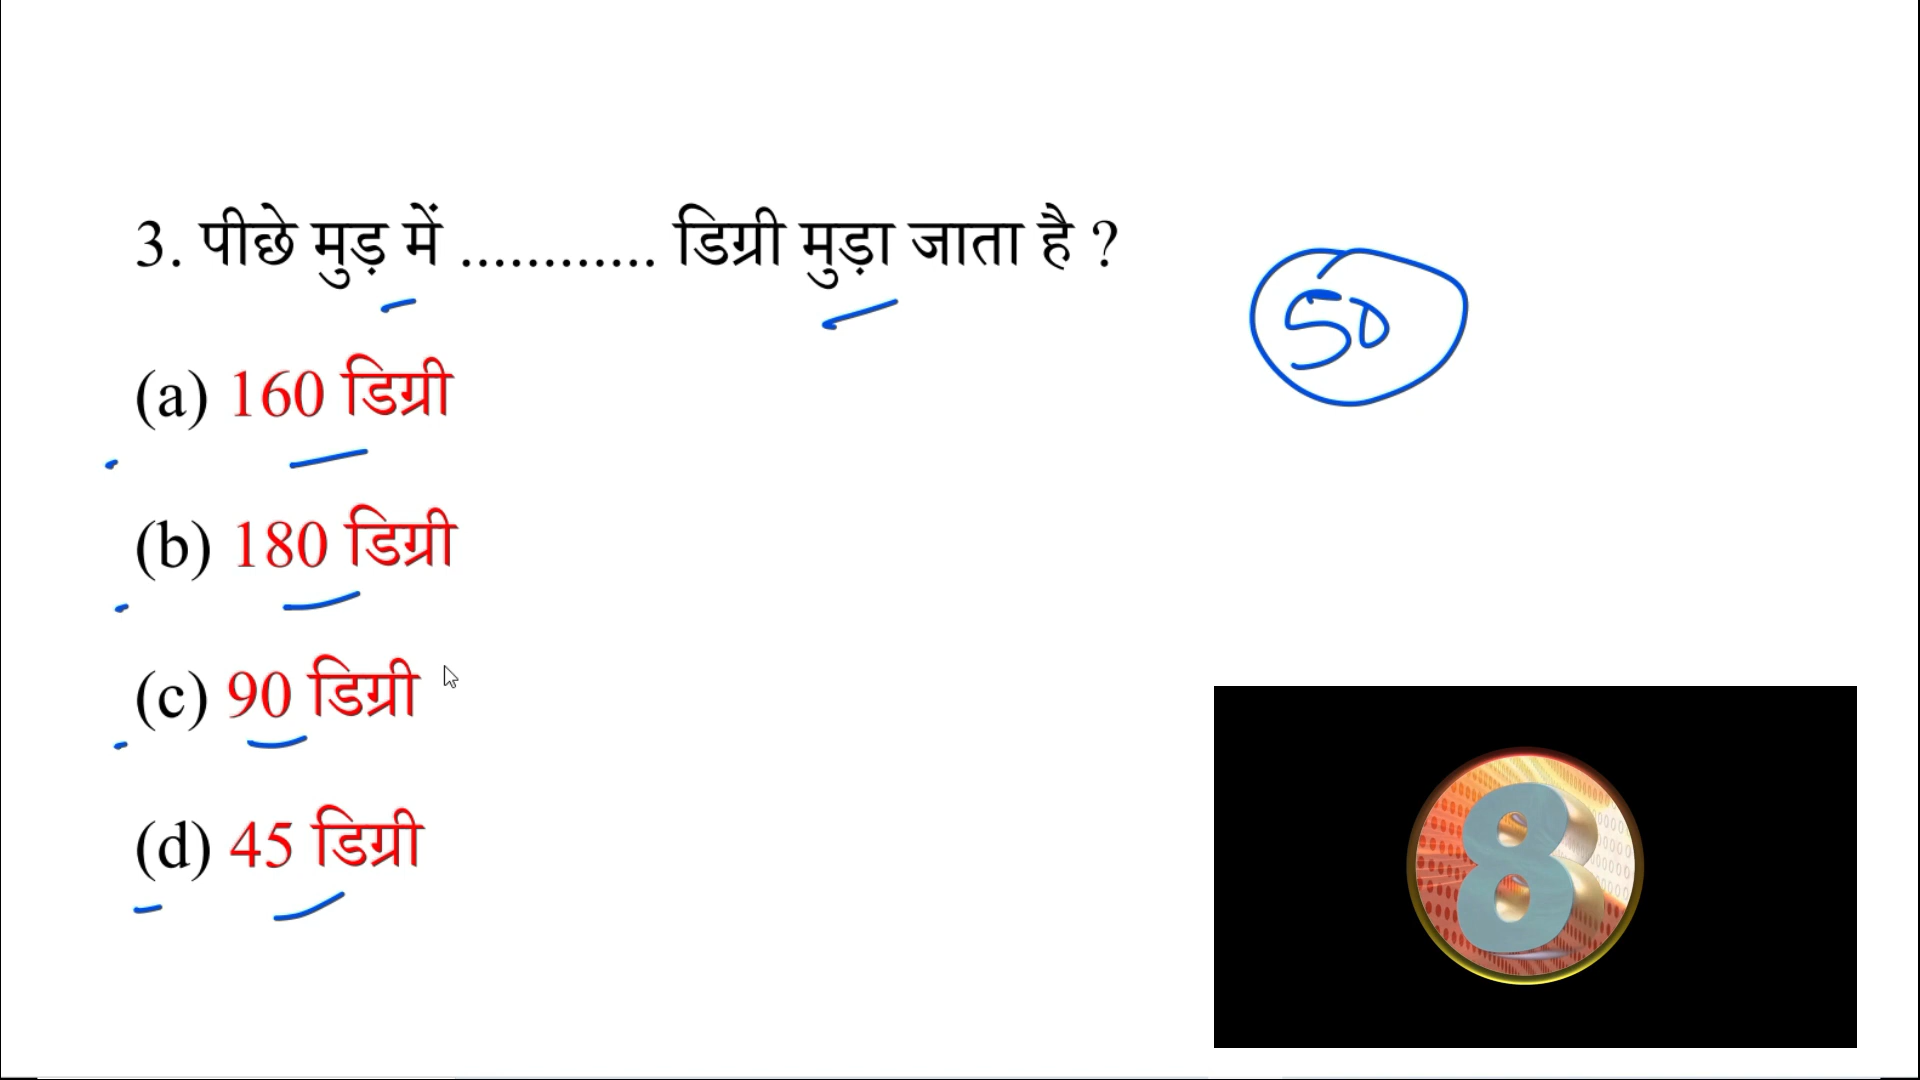 3. पीछे मुड़ में ............ डिग्री मुड़ा जाता है ?
50
(a) 160 डिग्री
(b) 180 डिग्री
(c) 90 डिग्री
(d) 45 डिग्री
8